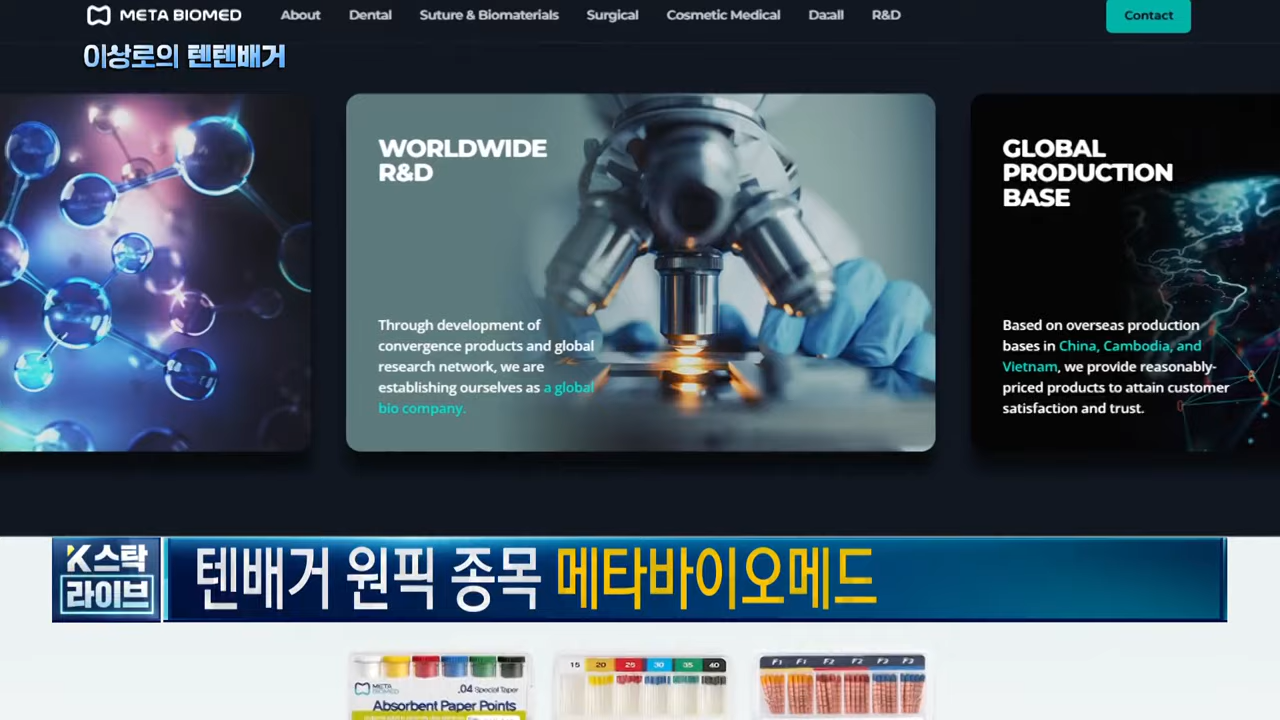 META BIOMED
About Dental Suture & Biomaterials Surgical Cosmetic Medical Da:all R&D Contact
이상로의 텐텐배거
WORLDWIDE
R&D
Through development of
convergence products and global
research network, we are
establishing ourselves as a global
bio company.
GLOBAL
PRODUCTION
BASE
Based on overseas production
bases in China, Cambodia, and
Vietnam, we provide reasonably-
priced products to attain customer
satisfaction and trust.
K스탁
라이브
텐배거 원픽 종목 메타바이오메드
META
BIOMED
.04 Special Taper
Absorbent Paper Points
15 20 25 30 35 40
F1 F1 F2 F2 F3 F3